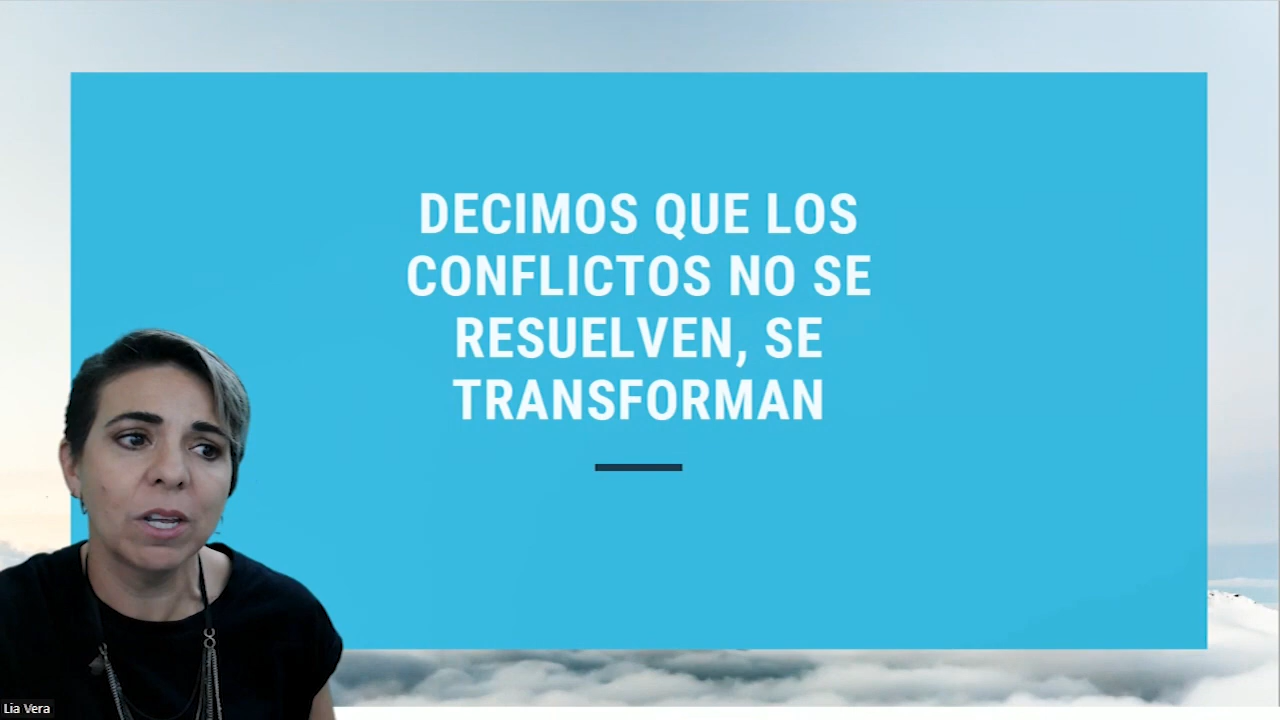 DECIMOS QUE LOS
CONFLICTOS NO SE
RESUELVEN, SE
TRANSFORMAN
Lia Vera